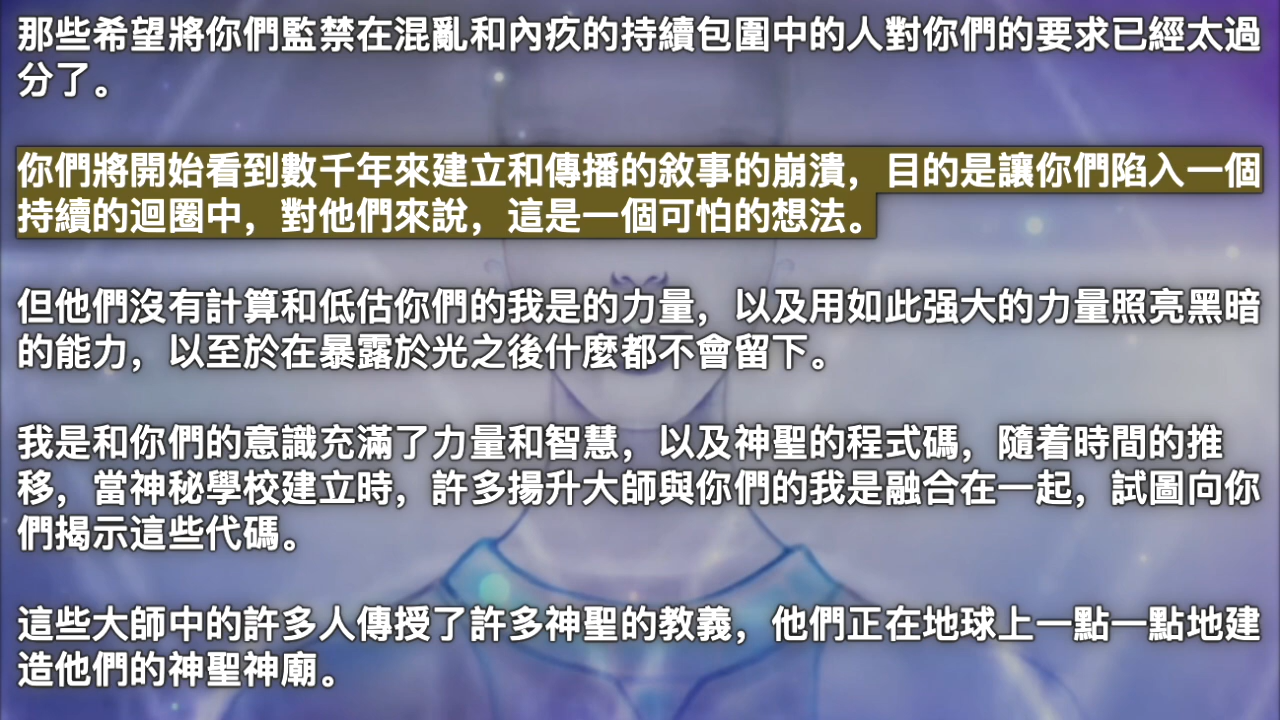 那些希望將你們監禁在混亂和內疚的持續包圍中的人對你們的要求已經太過
分了。
你們將開始看到數千年來建立和傳播的敘事的崩潰，目的是讓你們陷入一個
持續的迴圈中，對他們來說，這是一個可怕的想法。
但他們沒有計算和低估你們的我是的力量，以及用如此强大的力量照亮黑暗
的能力，以至於在暴露於光之後什麼都不會留下。
我是和你們的意識充滿了力量和智慧，以及神聖的程式碼，隨着時間的推
移，當神秘學校建立時，許多揚升大師與你們的我是融合在一起，試圖向你
們揭示這些代碼。
這些大師中的許多人傳授了許多神聖的教義，他們正在地球上一點一點地建
造他們的神聖神廟。